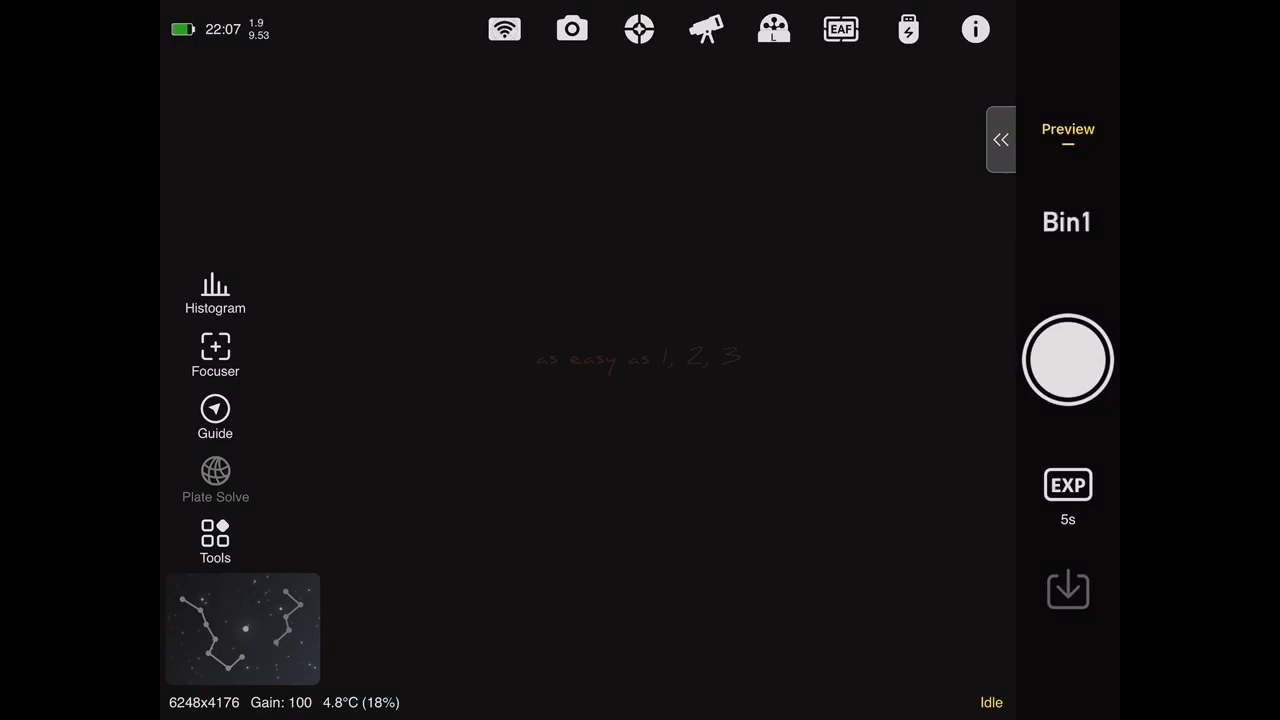 22:07
1.9
9.53
L
EAF
Preview
Bin1
Histogram
Focuser
as easy as 1, 2, 3
Guide
Plate Solve
EXP
5s
Tools
6248x4176 Gain: 100 4.8°C (18%)
Idle